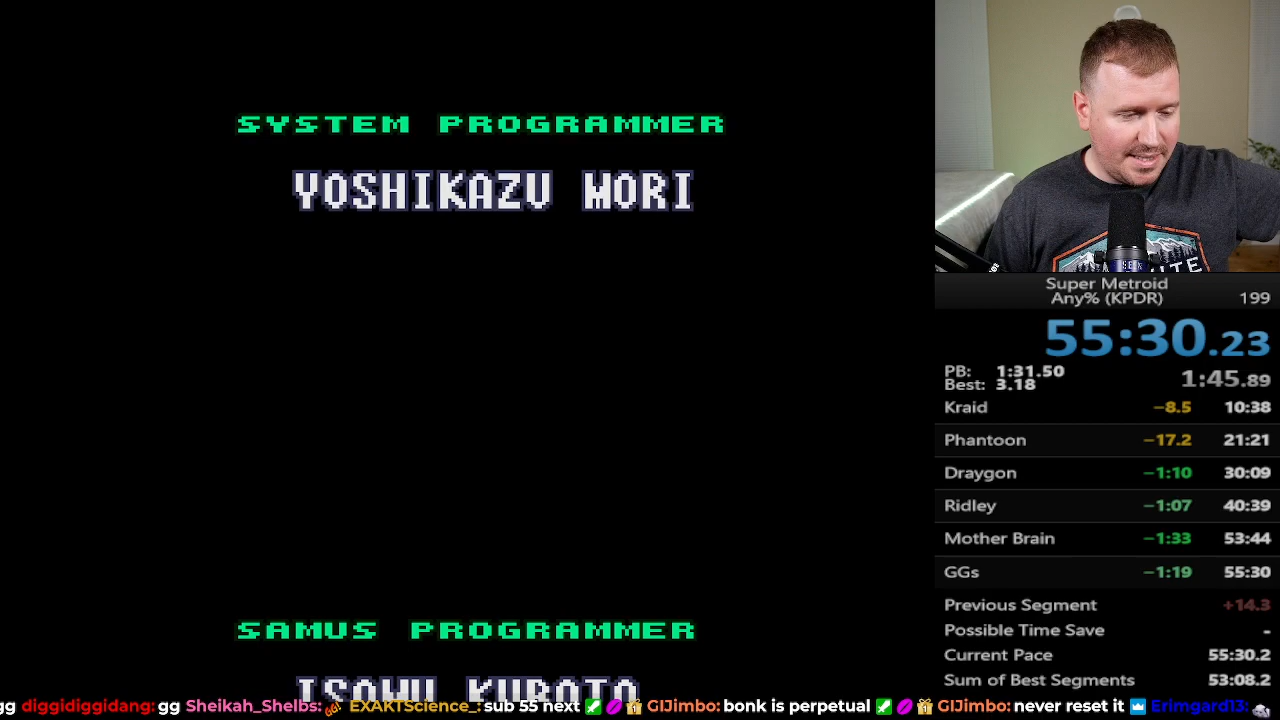 SYSTEM PROGRAMMER
YOSHIKAZU MORI
SAMUS PROGRAMMER
ISAMU KUBOTA
Super Metroid
Any% (KPDR) 199
55:30.23
PB: 1:31.50
Best: 3.18
1:45.89
Kraid -8.5 10:38
Phantoon -17.2 21:21
Draygon -1:10 30:09
Ridley -1:07 40:39
Mother Brain -1:33 53:44
GGs -1:19 55:30
Previous Segment +14.3
Possible Time Save -
Current Pace 55:30.2
Sum of Best Segments 53:08.2
gg diggidiggidang: gg Sheikah_Shelbs: GG! EXAKTScience_: sub 55 next GIJimbo: bonk is perpetual GIJimbo: never reset it Erimgard13: